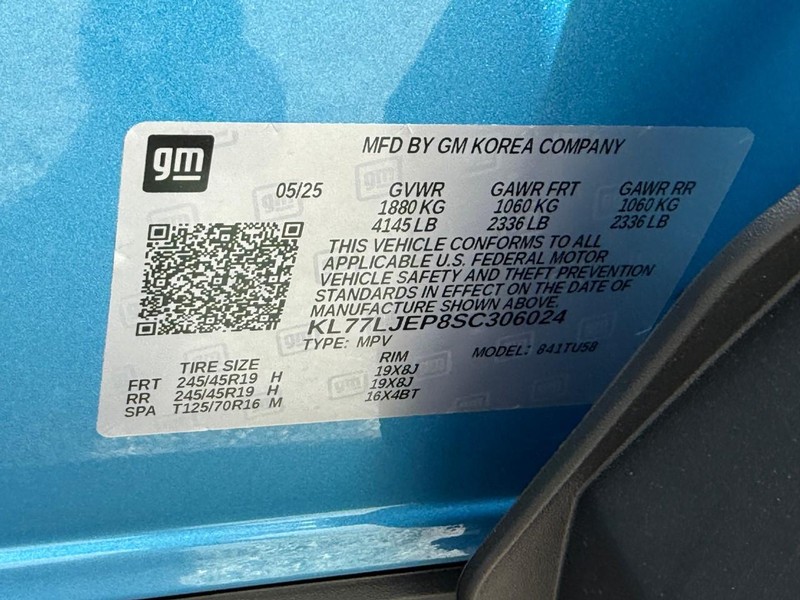 gm
MFD BY GM KOREA COMPANY
05/25 GVWR GAWR FRT GAWR RR
1880 KG 1060 KG 1060 KG
4145 LB 2336 LB 2336 LB
THIS VEHICLE CONFORMS TO ALL
APPLICABLE U.S. FEDERAL MOTOR
VEHICLE SAFETY AND THEFT PREVENTION
STANDARDS IN EFFECT ON THE DATE OF
MANUFACTURE SHOWN ABOVE.
KL77LJEP8SC306024
TYPE: MPV MODEL: 841TU58
TIRE SIZE RIM
FRT 245/45R19 H 19X8J
RR 245/45R19 H 19X8J
SPA T125/70R16 M 16X4BT